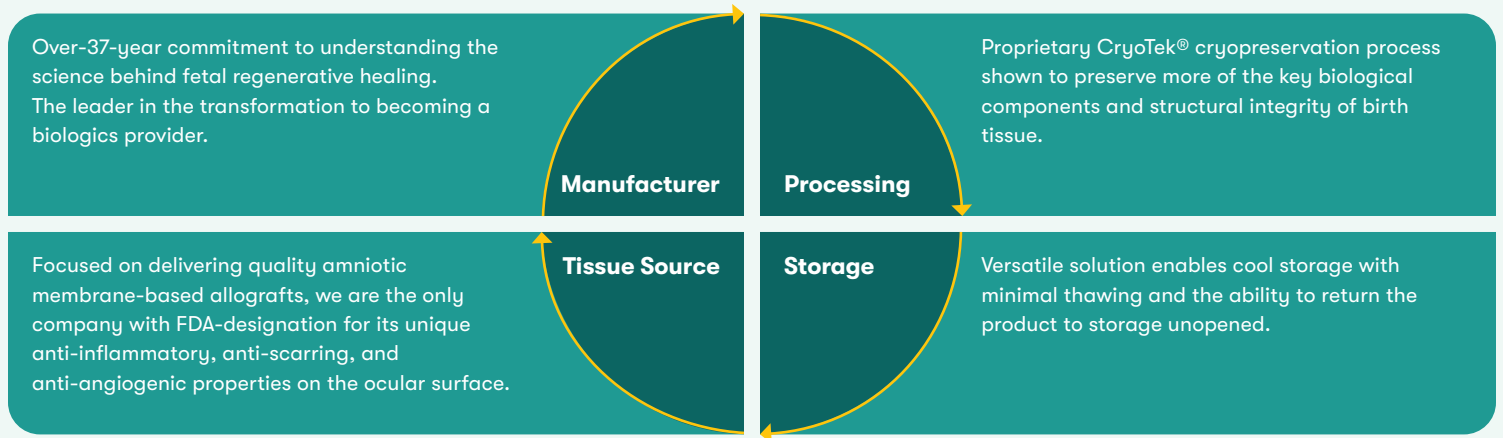 Over-37-year commitment to understanding the
science behind fetal regenerative healing.
The leader in the transformation to becoming a
biologics provider.
Manufacturer
Processing
Proprietary CryoTek® cryopreservation process
shown to preserve more of the key biological
components and structural integrity of birth
tissue.
Focused on delivering quality amniotic
membrane-based allografts, we are the only
company with FDA-designation for its unique
anti-inflammatory, anti-scarring, and
anti-angiogenic properties on the ocular surface.
Tissue Source
Storage
Versatile solution enables cool storage with
minimal thawing and the ability to return the
product to storage unopened.